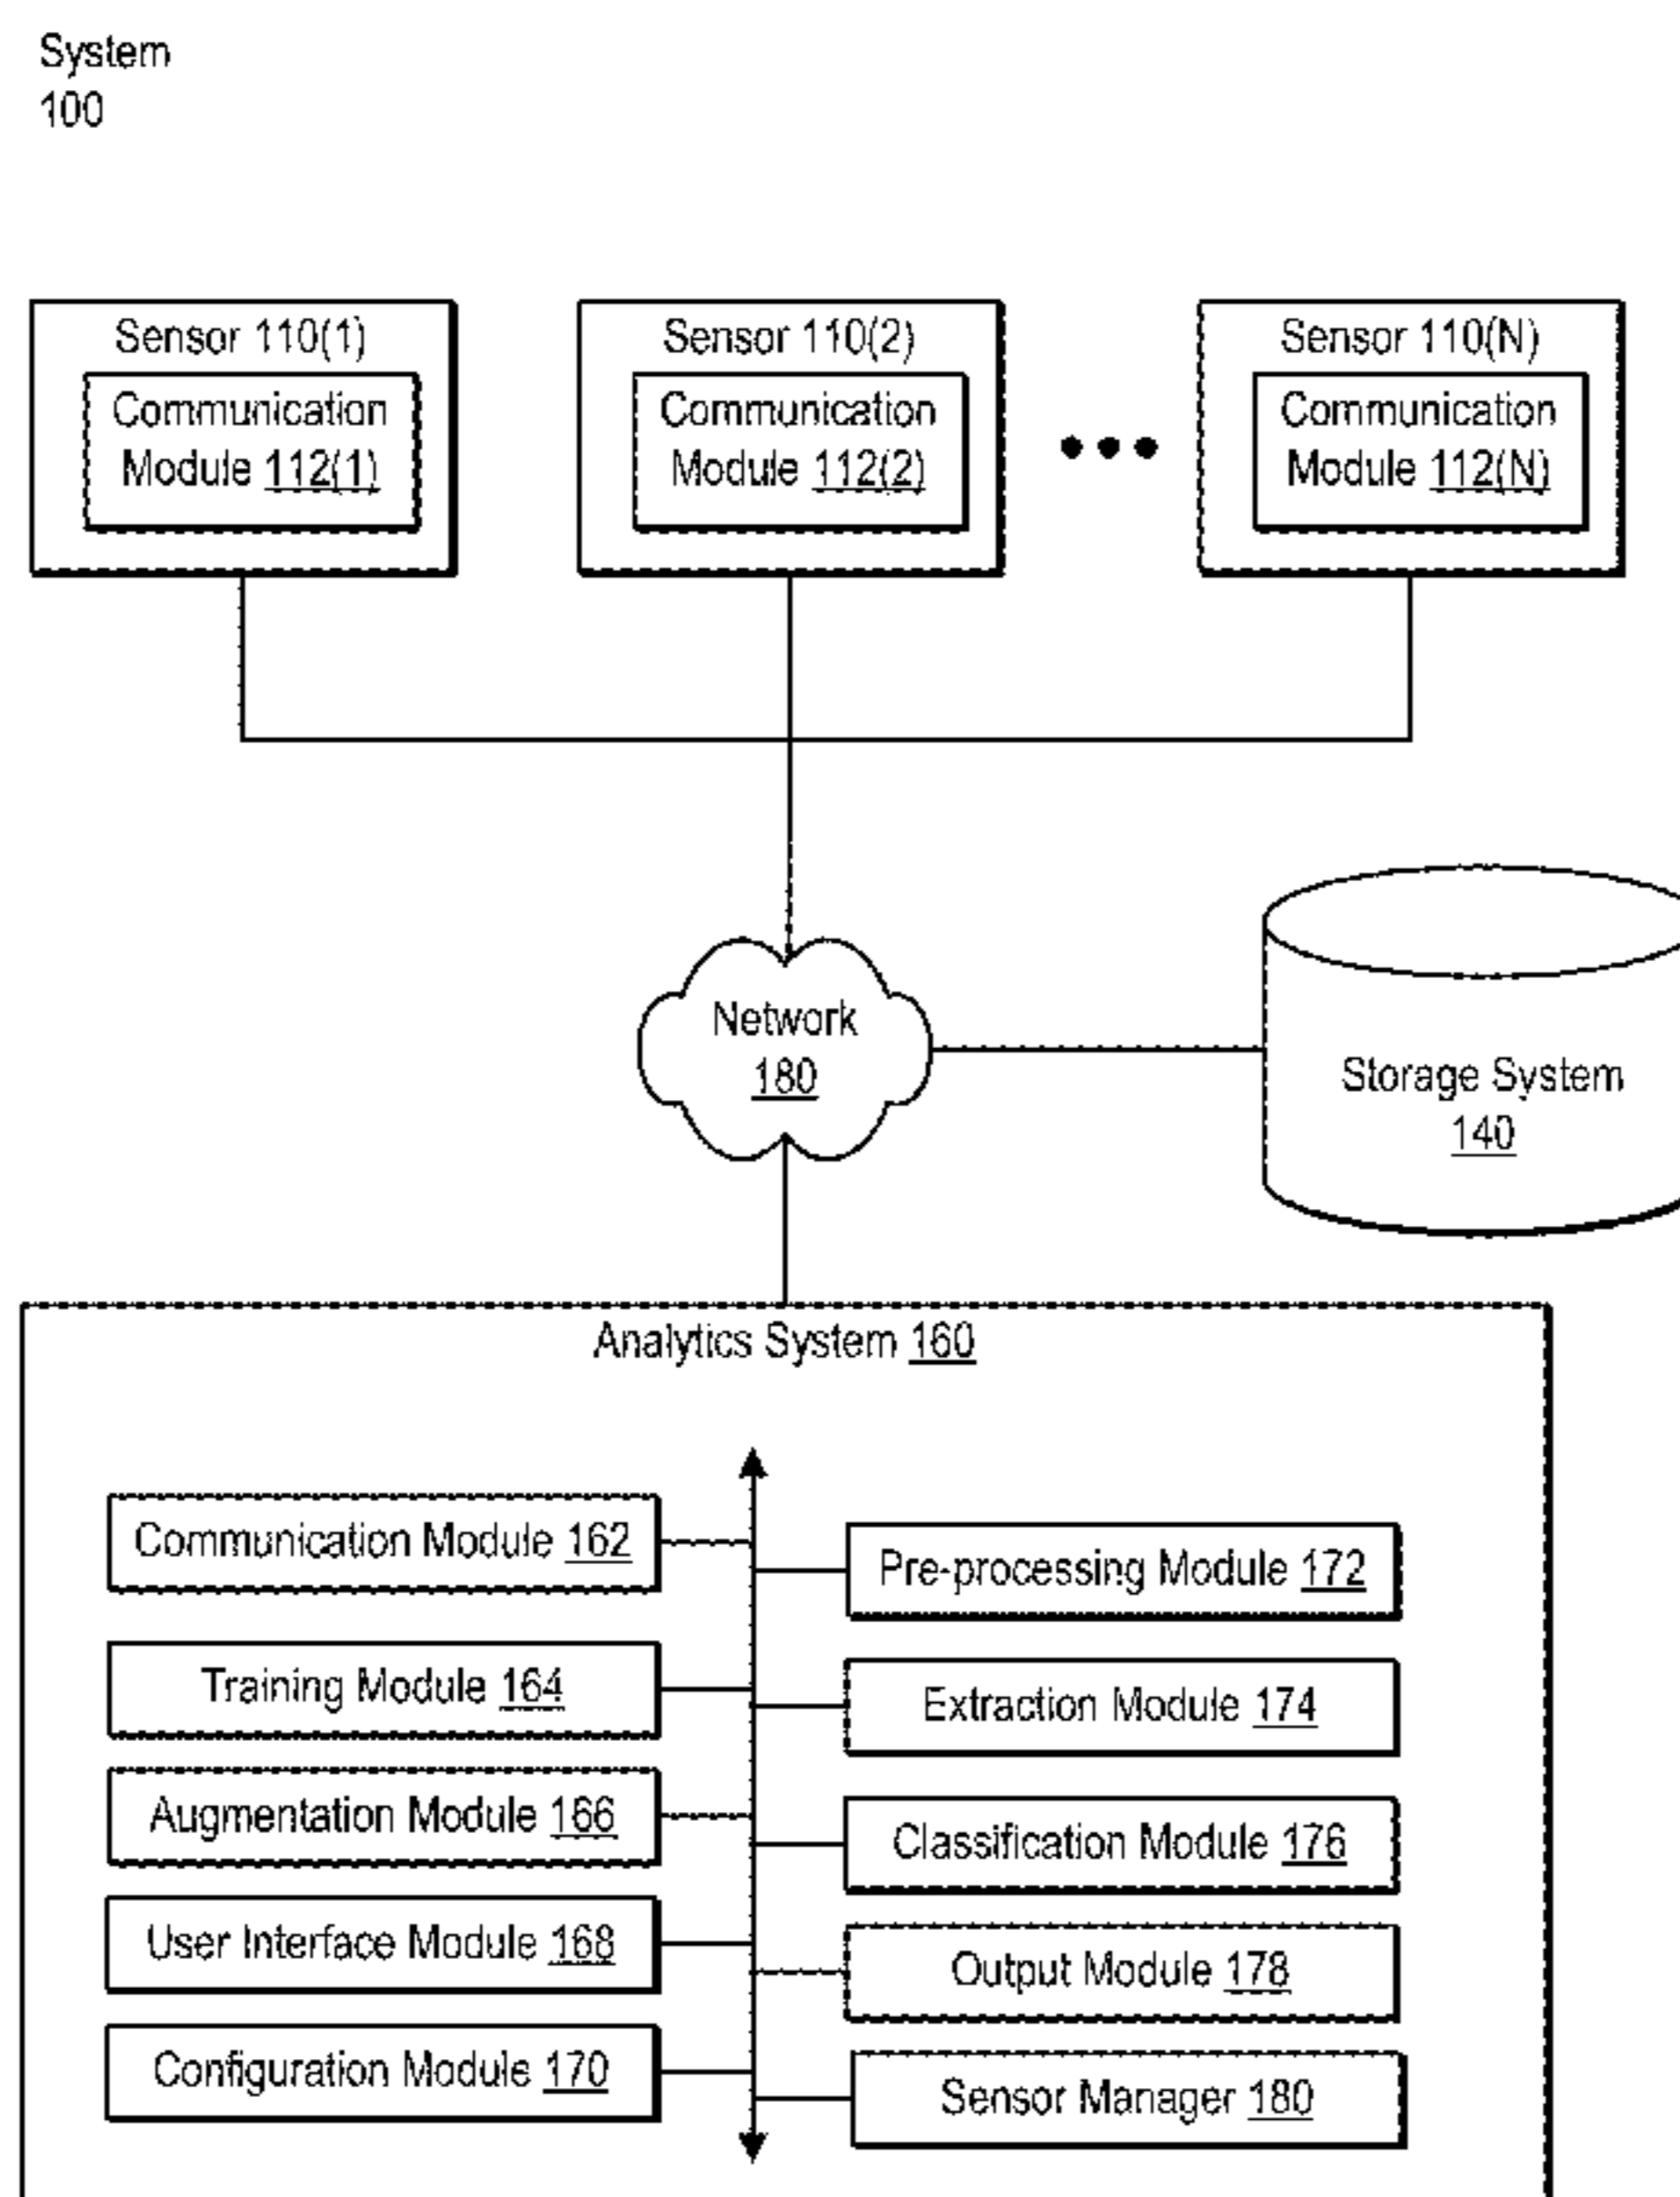 System
100
Sensor 110(1)
Communication
Module 112(1)
Sensor 110(2)
Communication
Module 112(2)
Sensor 110(N)
Communication
Module 112(N)
Network
180
Storage System
140
Analytics System 160
Communication Module 162
Pre-processing Module 172
Training Module 164
Extraction Module 174
Augmentation Module 166
Classification Module 176
User Interface Module 168
Output Module 178
Configuration Module 170
Sensor Manager 180